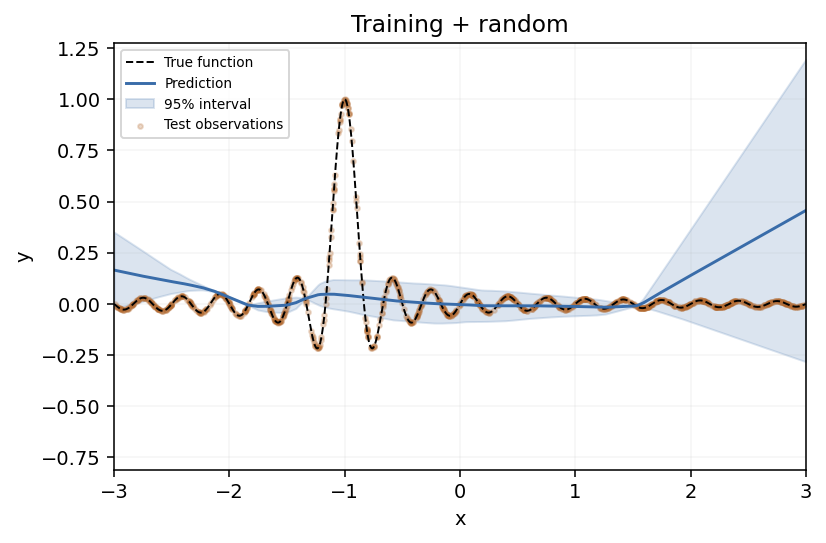 Training + random
1.25
1.00
0.75
0.50
0.25
0.00
−0.25
−0.50
−0.75
y
True function
Prediction
95% interval
Test observations
−3
−2
−1
0
1
2
3
x